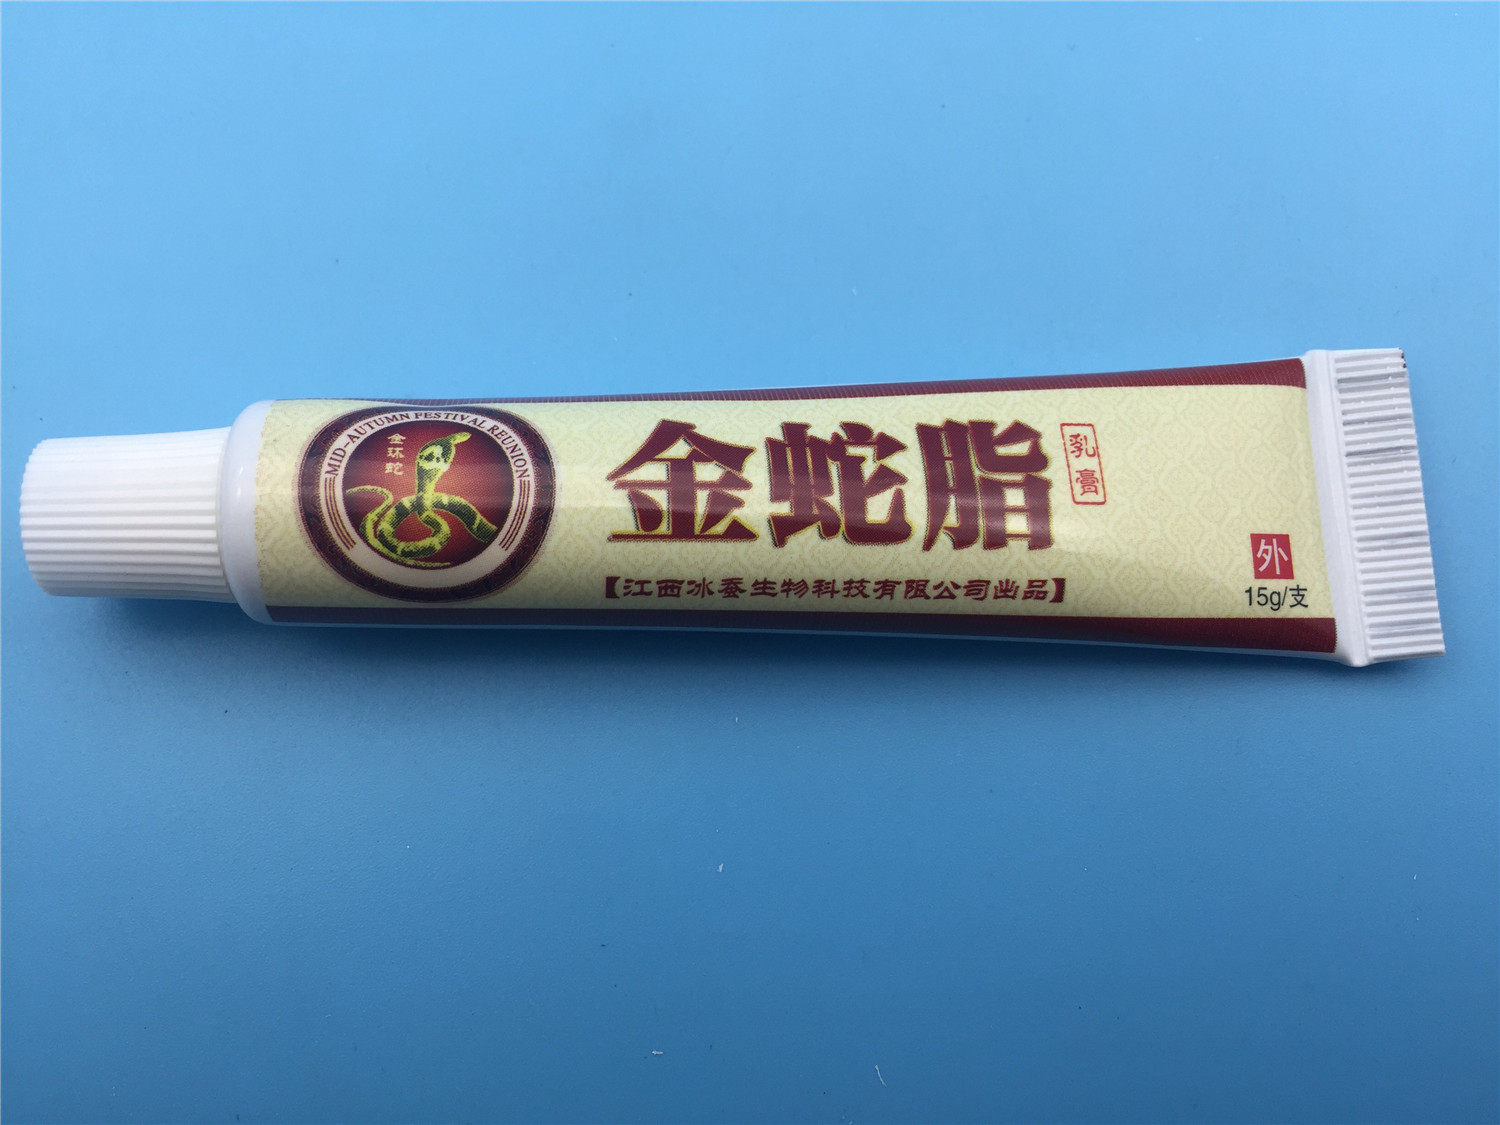 MID-AUTUMN FESTIVAL REUNION
金环蛇
金蛇脂
乳膏
【江西冰蚕生物科技有限公司出品】
外
15g/支